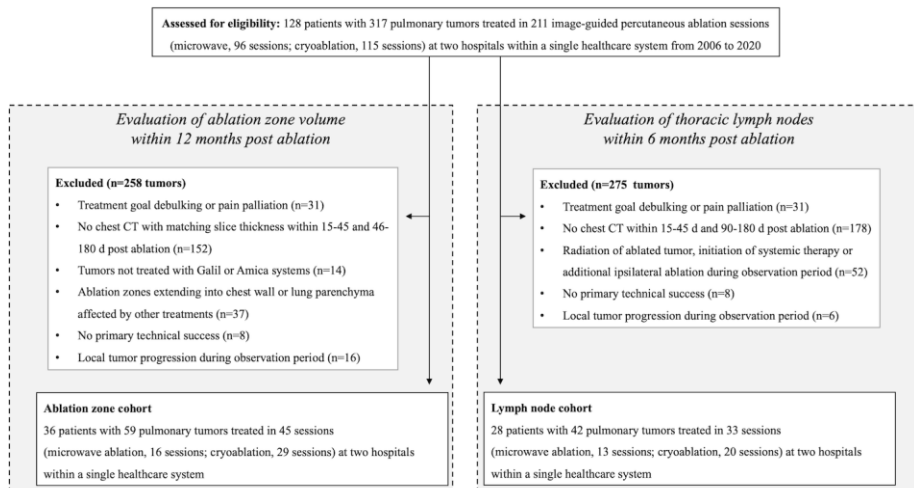 Assessed for eligibility: 128 patients with 317 pulmonary tumors treated in 211 image-guided percutaneous ablation sessions
(microwave, 96 sessions; cryoablation, 115 sessions) at two hospitals within a single healthcare system from 2006 to 2020
Evaluation of ablation zone volume
within 12 months post ablation
Excluded (n=258 tumors)
• Treatment goal debulking or pain palliation (n=31)
• No chest CT with matching slice thickness within 15-45 and 46-
180 d post ablation (n=152)
• Tumors not treated with Galil or Amica systems (n=14)
• Ablation zones extending into chest wall or lung parenchyma
affected by other treatments (n=37)
• No primary technical success (n=8)
• Local tumor progression during observation period (n=16)
Ablation zone cohort
36 patients with 59 pulmonary tumors treated in 45 sessions
(microwave ablation, 16 sessions; cryoablation, 29 sessions) at two hospitals
within a single healthcare system
Evaluation of thoracic lymph nodes
within 6 months post ablation
Excluded (n=275 tumors)
• Treatment goal debulking or pain palliation (n=31)
• No chest CT within 15-45 d and 90-180 d post ablation (n=178)
• Radiation of ablated tumor, initiation of systemic therapy or
additional ipsilateral ablation during observation period (n=52)
• No primary technical success (n=8)
• Local tumor progression during observation period (n=6)
Lymph node cohort
28 patients with 42 pulmonary tumors treated in 33 sessions
(microwave ablation, 13 sessions; cryoablation, 20 sessions) at two hospitals
within a single healthcare system